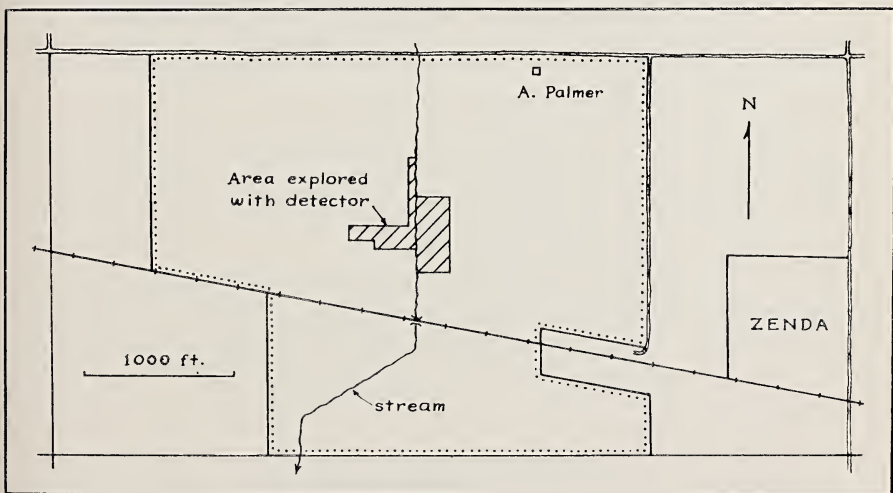 A. Palmer
N
Area explored
with detector
ZENDA
1000 ft.
stream